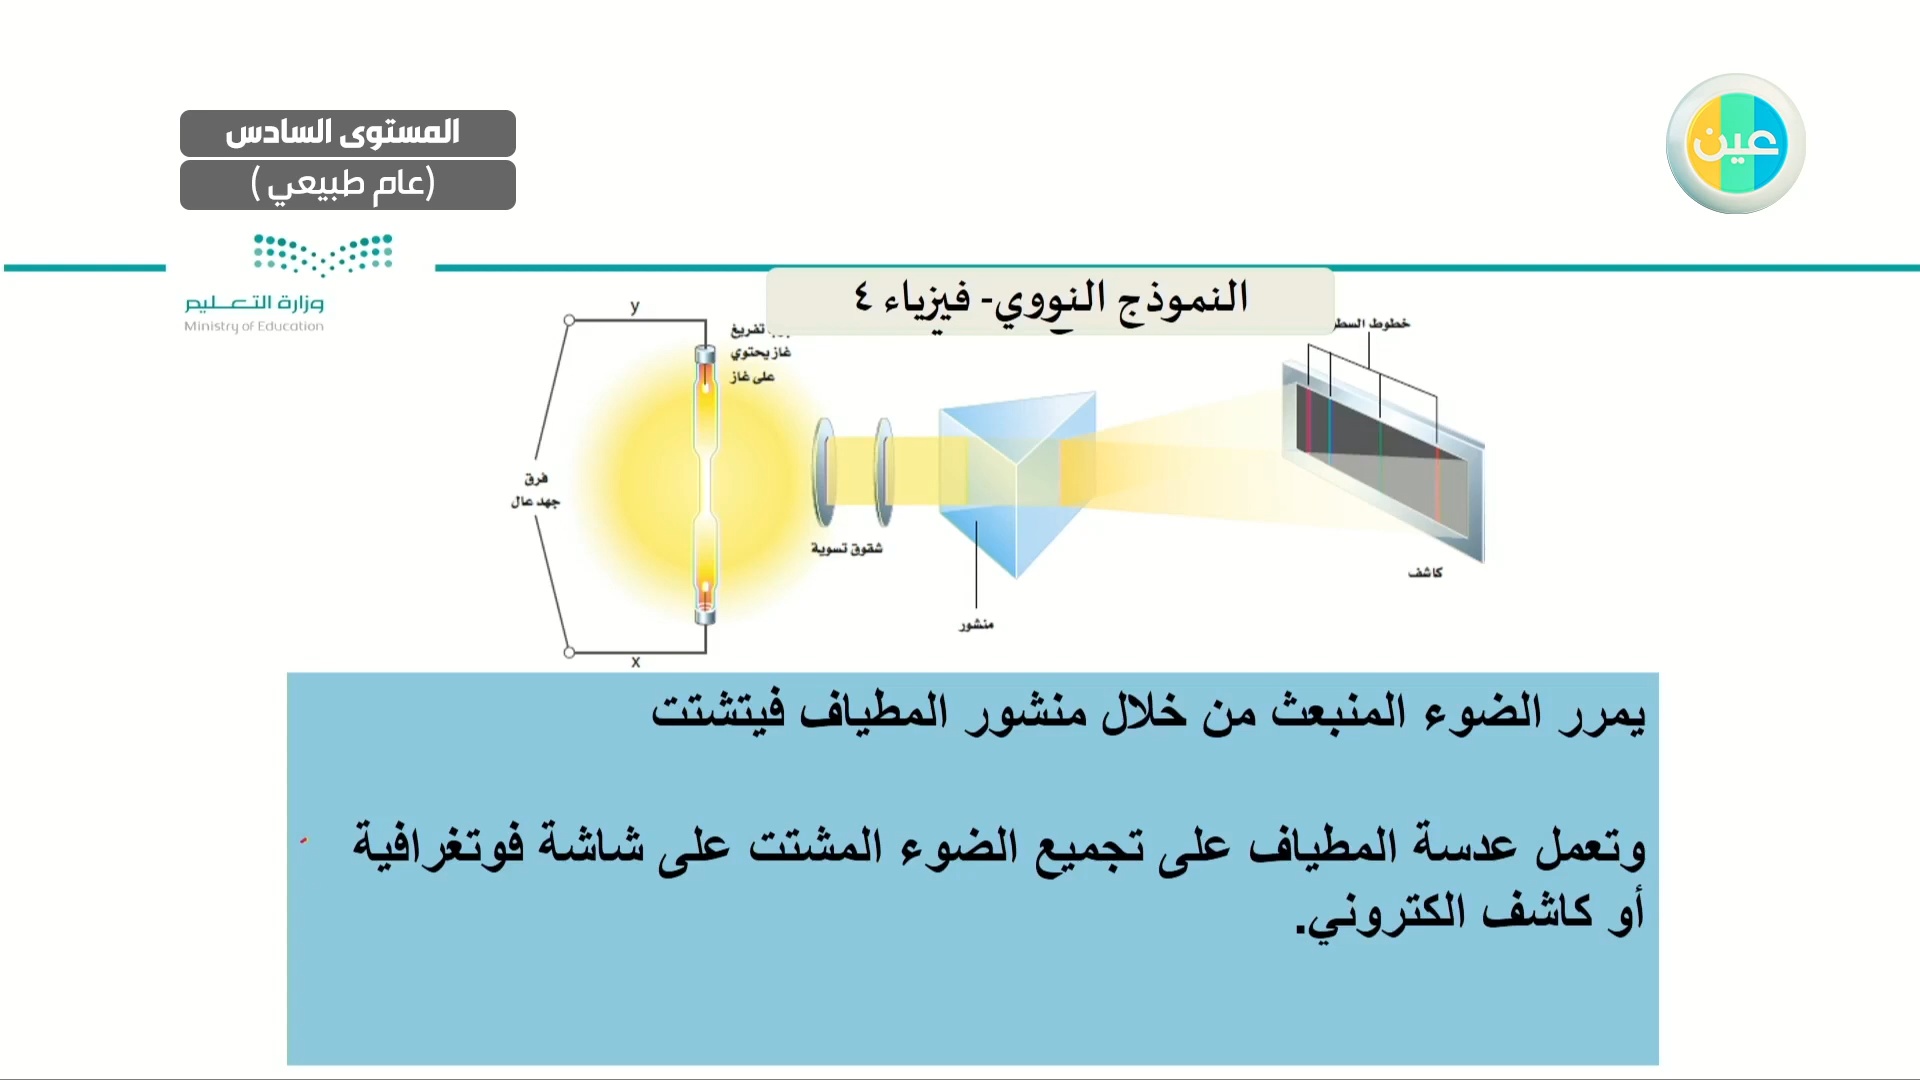 المستوى السادس
(عام طبيعي)
عين
وزارة التعليم
Ministry of Education
النموذج النووي- فيزياء ٤
y
تفريغ
غاز يحتوي
على غاز
خطوط
فرق
جهد عال
شقوق تسوية
كاشف
منشور
x
يمرر الضوء المنبعث من خلال منشور المطياف فيتشتت
وتعمل عدسة المطياف على تجميع الضوء المشتت على شاشة فوتغرافية
أو كاشف الكتروني.